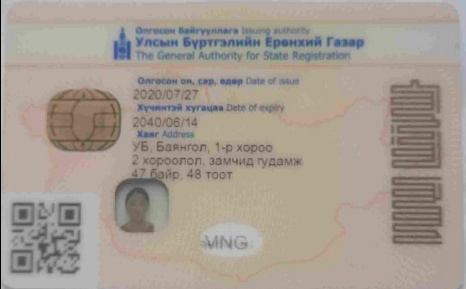 Олгосон байгууллага Issuing authority
Улсын Бүртгэлийн Ерөнхий Газар
The General Authority for State Registration
Олгосон он, сар, өдөр Date of issue
2020/07/27
Хүчинтэй хугацаа Date of expiry
2040/06/14
Хаяг Address
УБ, Баянгол, 1-р хороо
2 хороолол, замчид гудамж
47 байр, 48 тоот
MNG